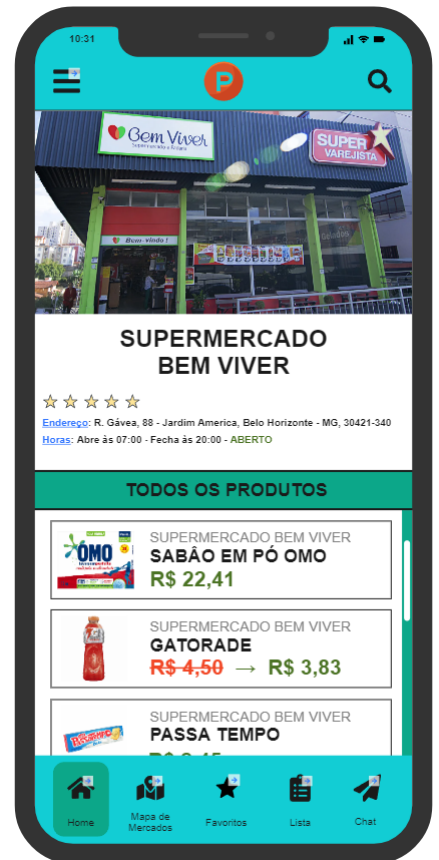 10:31
P
Bem Viver
SUPER
VAREJISTA
Bem-vindo!
SUPERMERCADO
BEM VIVER
Endereço: R. Gávea, 88 - Jardim America, Belo Horizonte - MG, 30421-340
Horas: Abre às 07:00 - Fecha às 20:00 - ABERTO
TODOS OS PRODUTOS
SUPERMERCADO BEM VIVER
OMO
SABÂO EM PÓ OMO
R$ 22,41
SUPERMERCADO BEM VIVER
GATORADE
R$ 4,50 → R$ 3,83
SUPERMERCADO BEM VIVER
PASSA TEMPO
Home
Mapa de
Mercados
Favoritos
Lista
Chat